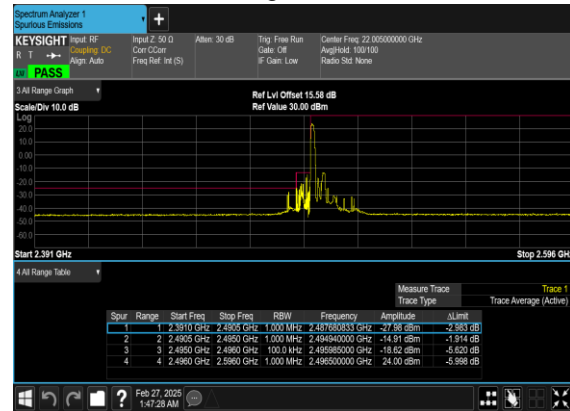 Spectrum Analyzer 1
Spurious Emissions
+
KEYSIGHT Input: RF Input Z: 50 Ω Atten: 30 dB Trig: Free Run Center Freq: 22.005000000 GHz
R T Coupling: DC Corr CCorr Gate: Off Avg|Hold: 100/100
Align: Auto Freq Ref: Int (S) IF Gain: Low Radio Std: None
PASS
3 All Range Graph
Ref Lvl Offset 15.58 dB
Scale/Div 10.0 dB Ref Value 30.00 dBm
Log
20.0
10.0
0.00
-10.0
-20.0
-30.0
-40.0
-50.0
-60.0
Start 2.391 GHz Stop 2.596 GHz
4 All Range Table
Measure Trace Trace 1
Trace Type Trace Average (Active)
Spur Range Start Freq Stop Freq RBW Frequency Amplitude ΔLimit
1 1 2.3910 GHz 2.4905 GHz 1.000 MHz 2.487680833 GHz -27.98 dBm -2.983 dB
2 2 2.4905 GHz 2.4950 GHz 1.000 MHz 2.494940000 GHz -14.91 dBm -1.914 dB
3 3 2.4950 GHz 2.4960 GHz 100.0 kHz 2.495985000 GHz -18.62 dBm -5.620 dB
4 4 2.4960 GHz 2.5960 GHz 1.000 MHz 2.496500000 GHz 24.00 dBm -5.998 dB
?
Feb 27, 2025
1:47:28 AM